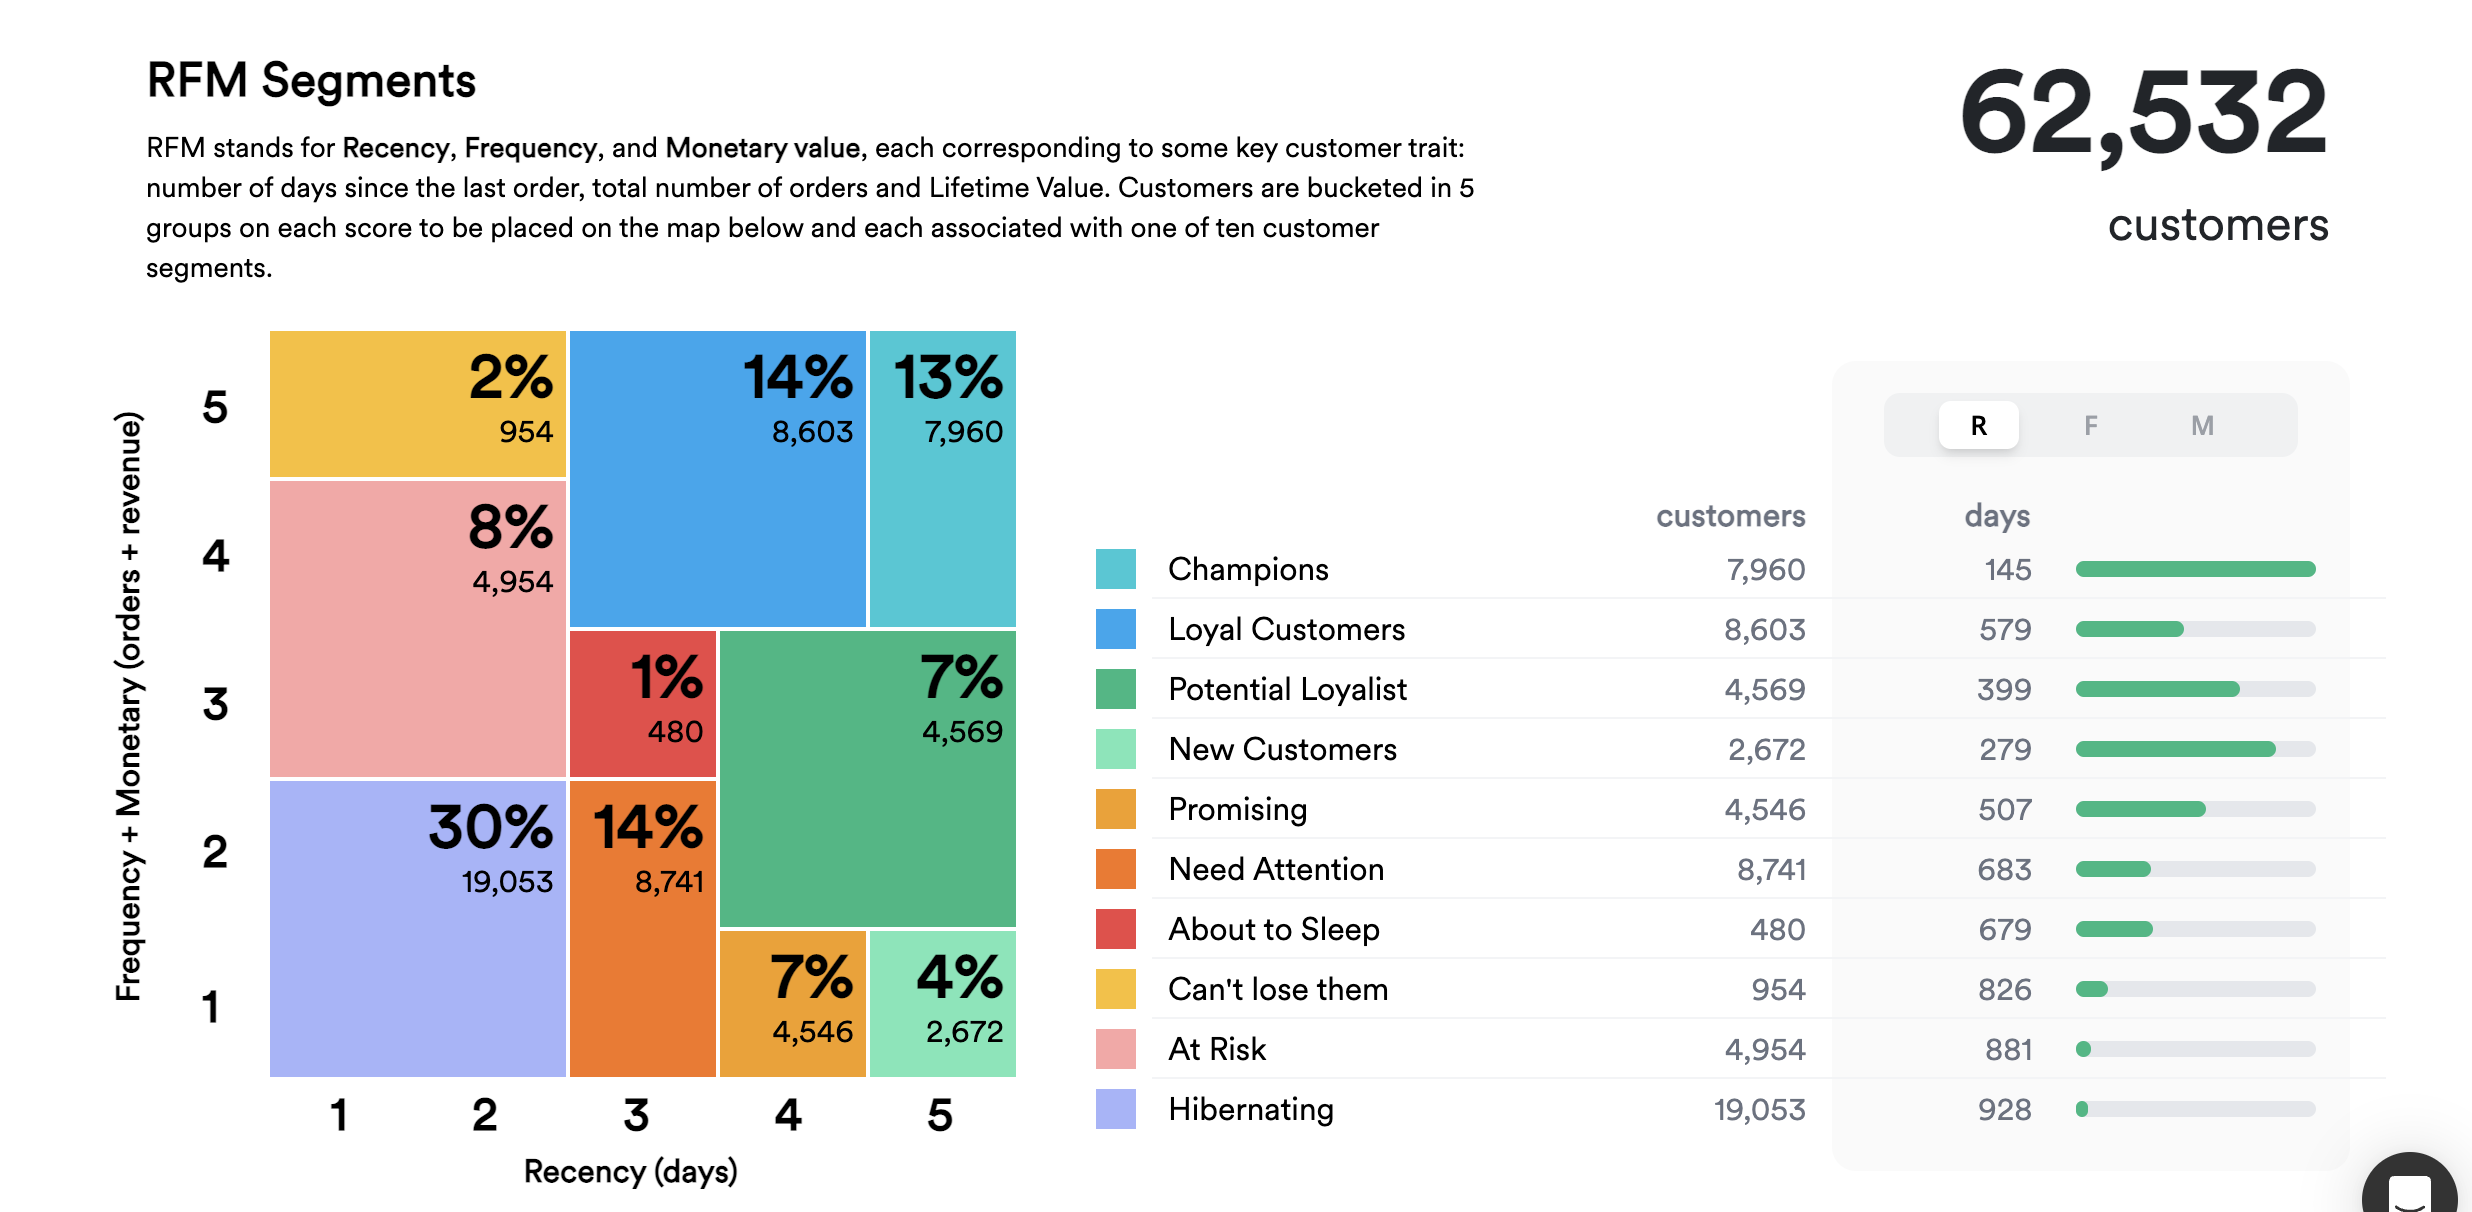 RFM Segments
62,532
customers
RFM stands for Recency, Frequency, and Monetary value, each corresponding to some key customer trait:
number of days since the last order, total number of orders and Lifetime Value. Customers are bucketed in 5
groups on each score to be placed on the map below and each associated with one of ten customer
segments.
Frequency + Monetary (orders + revenue)
5
4
3
2
1
2%
954
14%
8,603
13%
7,960
8%
4,954
1%
480
7%
4,569
30%
19,053
14%
8,741
7%
4,546
4%
2,672
1 2 3 4 5
Recency (days)
R F M
customers days
Champions 7,960 145
Loyal Customers 8,603 579
Potential Loyalist 4,569 399
New Customers 2,672 279
Promising 4,546 507
Need Attention 8,741 683
About to Sleep 480 679
Can't lose them 954 826
At Risk 4,954 881
Hibernating 19,053 928